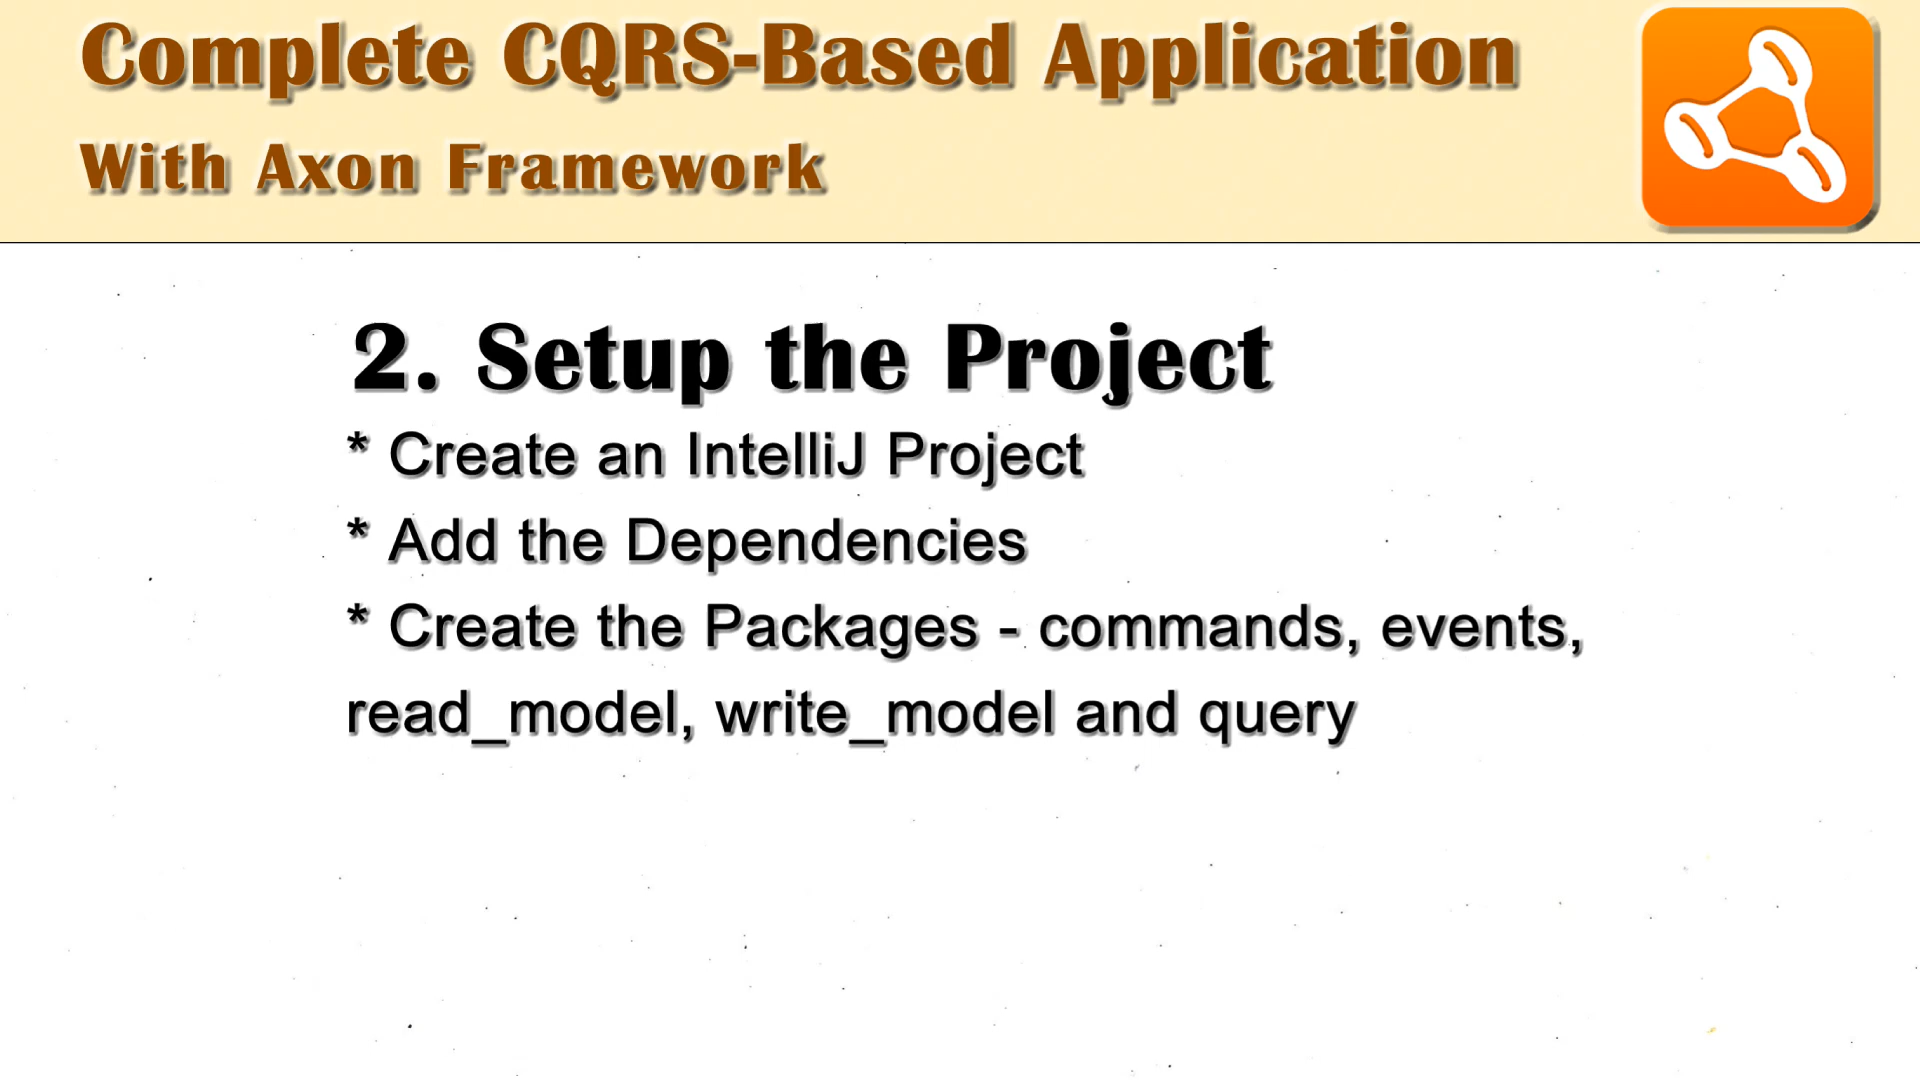 Complete CQRS-Based Application
With Axon Framework
2. Setup the Project
* Create an IntelliJ Project
* Add the Dependencies
* Create the Packages - commands, events,
read_model, write_model and query